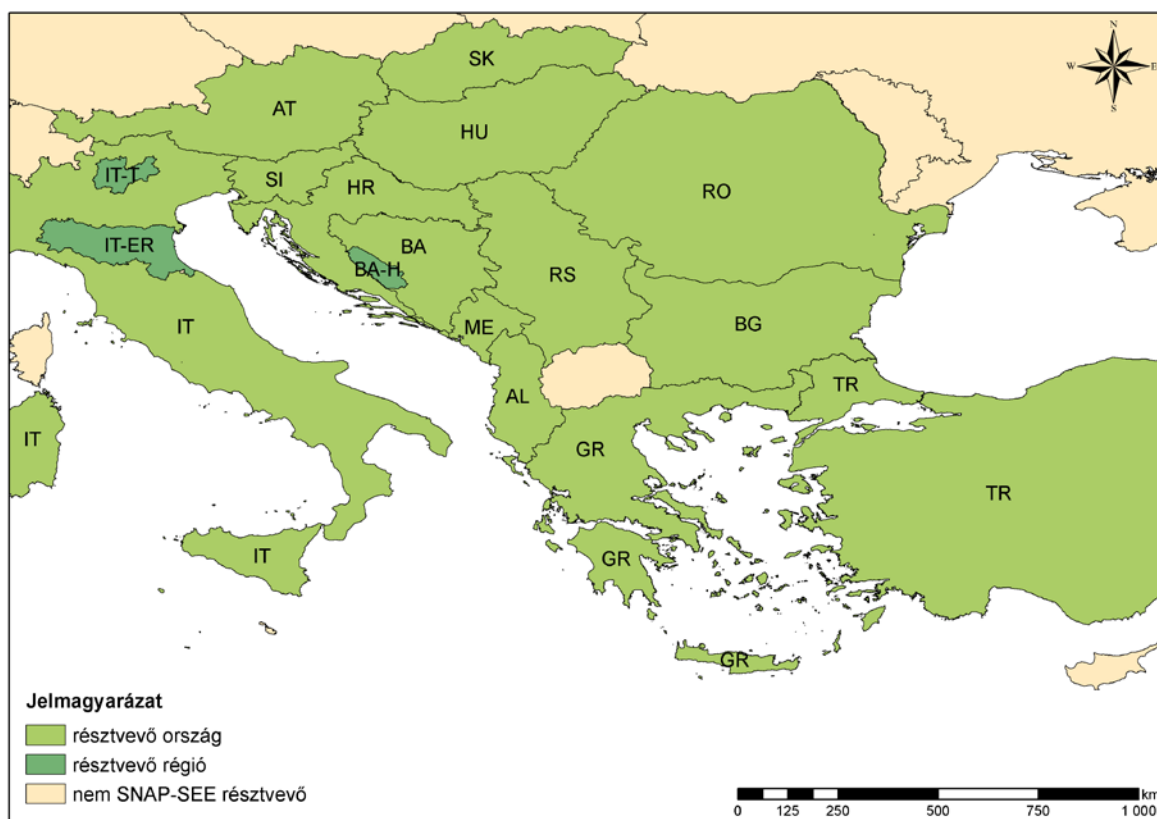 N
W E
S
SK
AT
HU
IT-T
SI
HR
RO
IT-ER
BA
BA-H
RS
IT
ME
BG
AL
TR
IT
GR
TR
IT
GR
GR
Jelmagyarázat
résztvevő ország
résztvevő régió
nem SNAP-SEE résztvevő
km
0 125 250 500 750 1 000